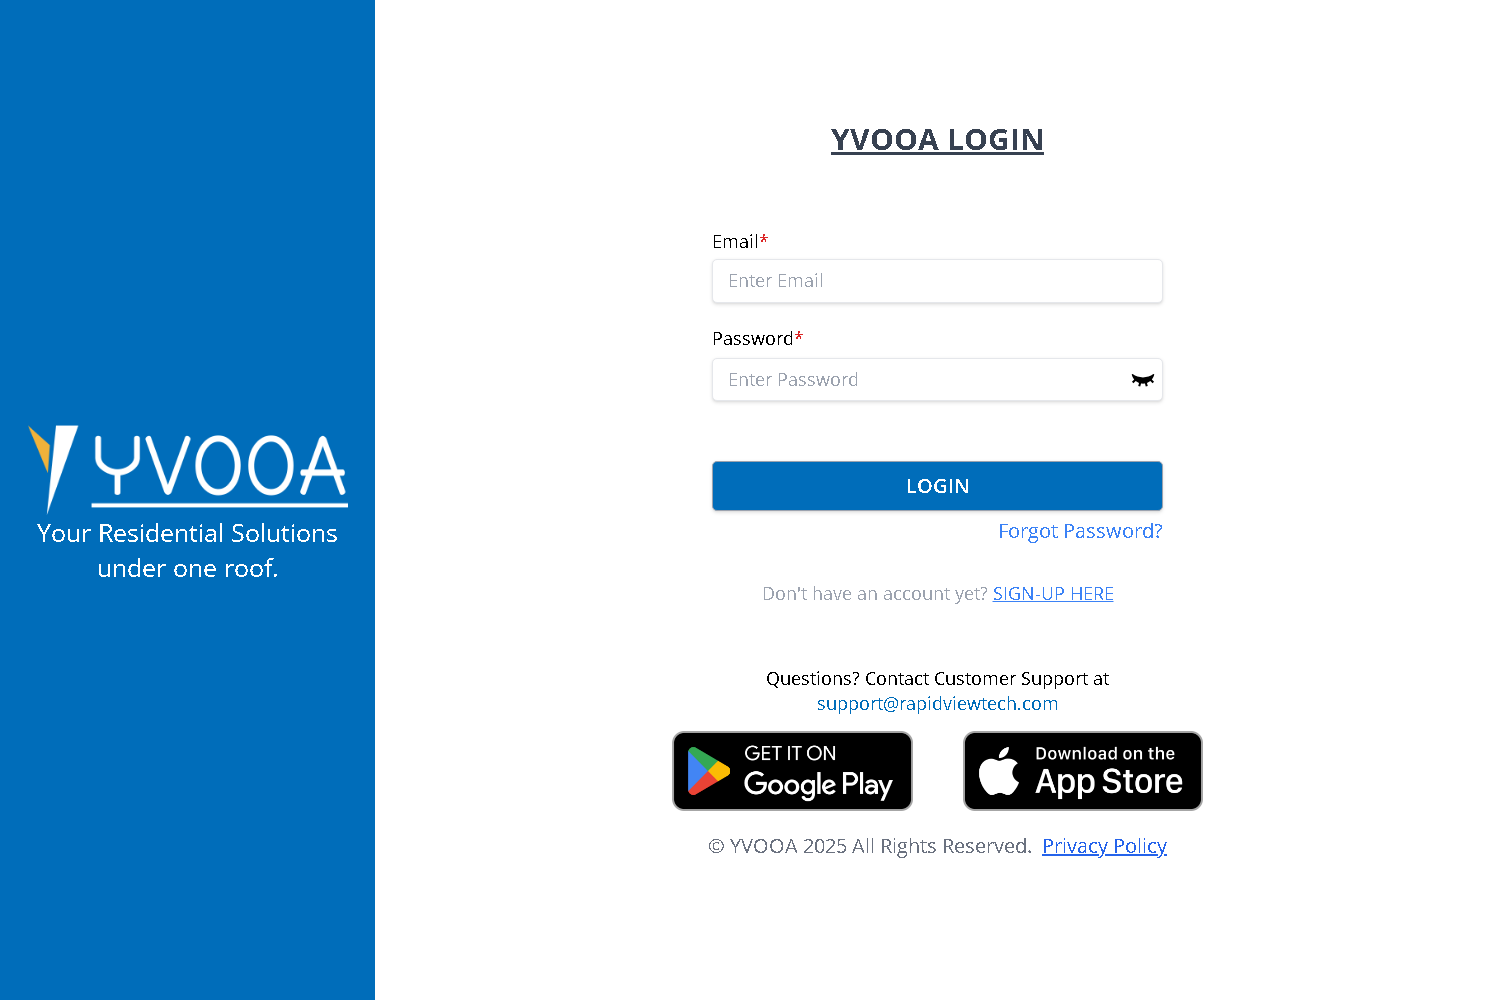 YVOOA
Your Residential Solutions
under one roof.
YVOOA LOGIN
Email*
Enter Email
Password*
Enter Password
LOGIN
Forgot Password?
Don't have an account yet? SIGN-UP HERE
Questions? Contact Customer Support at
support@rapidviewtech.com
GET IT ON
Google Play
Download on the
App Store
© YVOOA 2025 All Rights Reserved. Privacy Policy